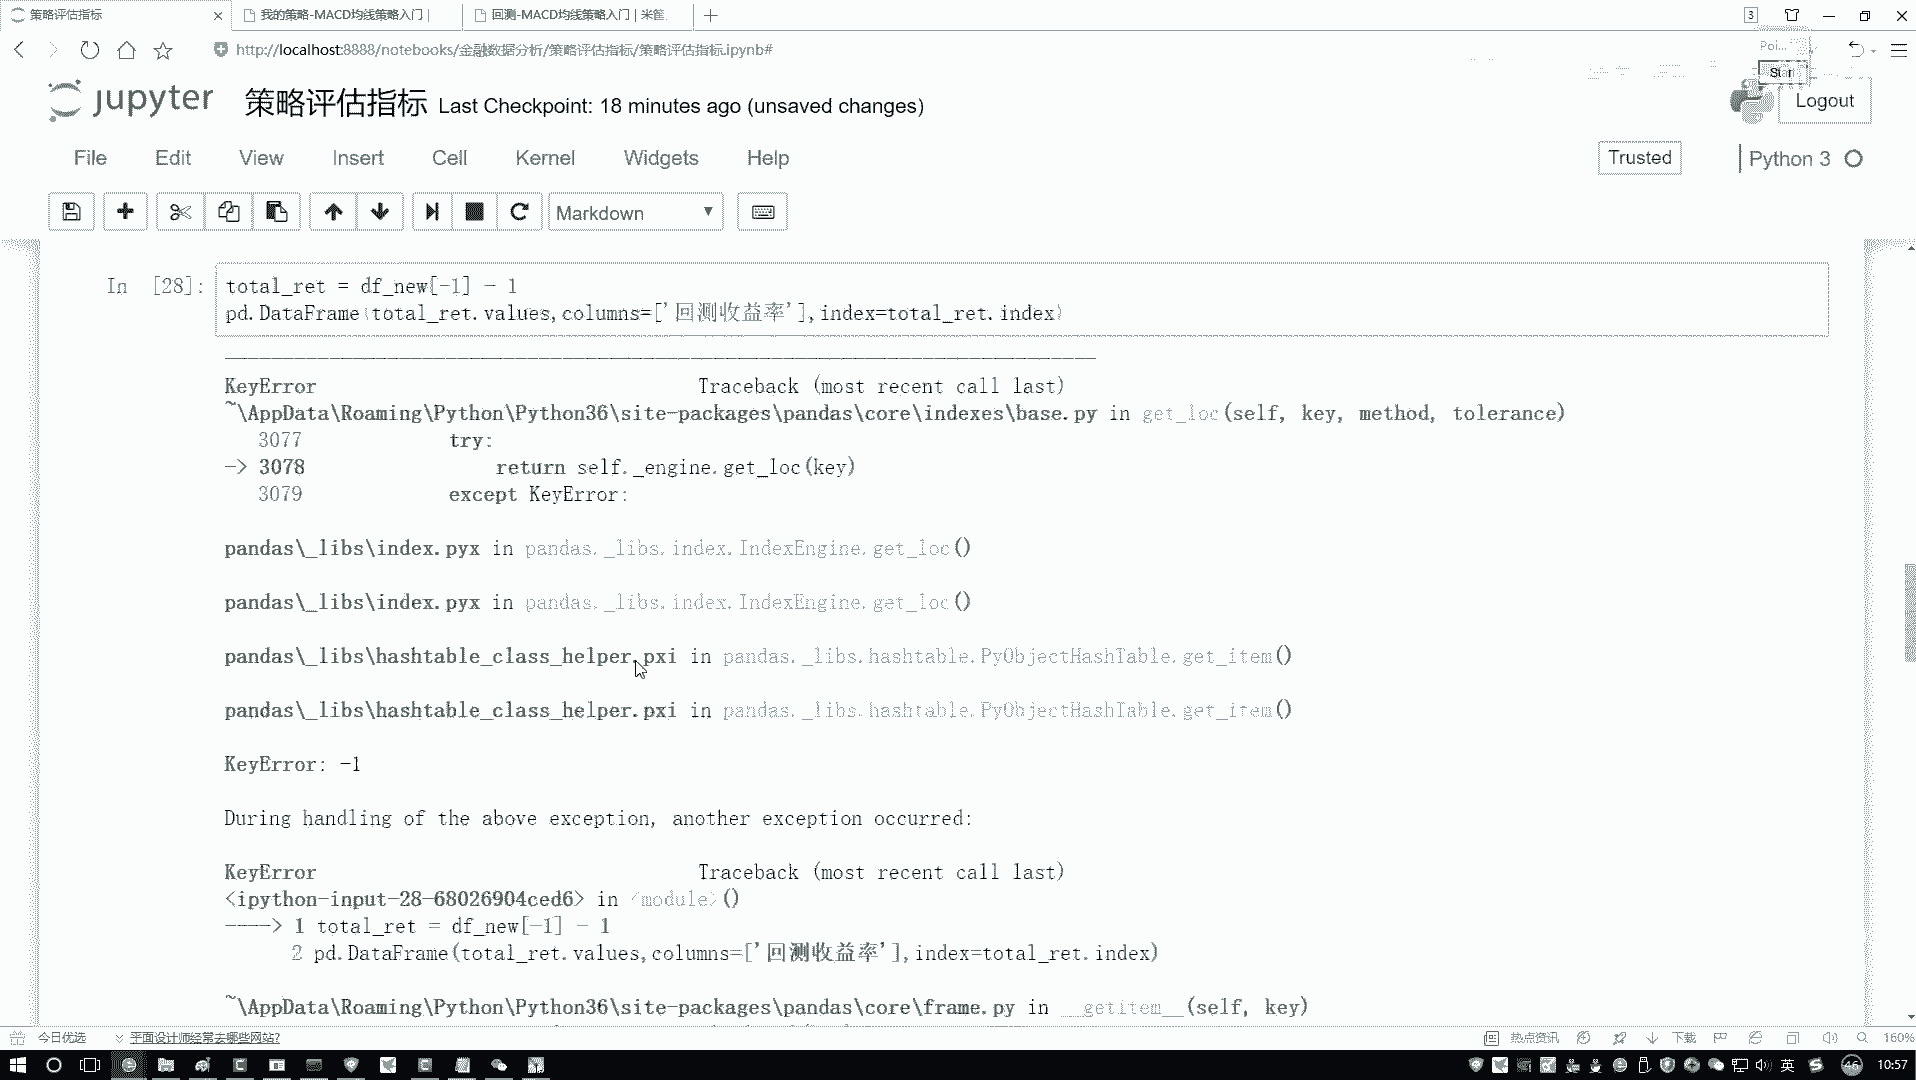 策略评估指标
我的策略-MACD均线策略入门 |
回测-MACD均线策略入门 | 米筐
3
http://localhost:8888/notebooks/金融数据分析/策略评估指标/策略评估指标.ipynb#
Poi...
Start
jupyter 策略评估指标 Last Checkpoint: 18 minutes ago (unsaved changes)
Logout
File Edit View Insert Cell Kernel Widgets Help
Trusted
Python 3
Markdown
In [28]: total_ret = df_new[-1] - 1
pd.DataFrame(total_ret.values,columns=['回测收益率'],index=total_ret.index)
---------------------------------------------------------------------------
KeyError Traceback (most recent call last)
~\AppData\Roaming\Python\Python36\site-packages\pandas\core\indexes\base.py in get_loc(self, key, method, tolerance)
3077 try:
-> 3078 return self._engine.get_loc(key)
3079 except KeyError:
pandas\_libs\index.pyx in pandas._libs.index.IndexEngine.get_loc()
pandas\_libs\index.pyx in pandas._libs.index.IndexEngine.get_loc()
pandas\_libs\hashtable_class_helper.pxi in pandas._libs.hashtable.PyObjectHashTable.get_item()
pandas\_libs\hashtable_class_helper.pxi in pandas._libs.hashtable.PyObjectHashTable.get_item()
KeyError: -1
During handling of the above exception, another exception occurred:
KeyError Traceback (most recent call last)
<ipython-input-28-68026904ced6> in <module>()
----> 1 total_ret = df_new[-1] - 1
2 pd.DataFrame(total_ret.values,columns=['回测收益率'],index=total_ret.index)
~\AppData\Roaming\Python\Python36\site-packages\pandas\core\frame.py in __getitem__(self, key)
今日优选
平面设计师经常去哪些网站?
热点资讯
下载
160%
英
46
10:57